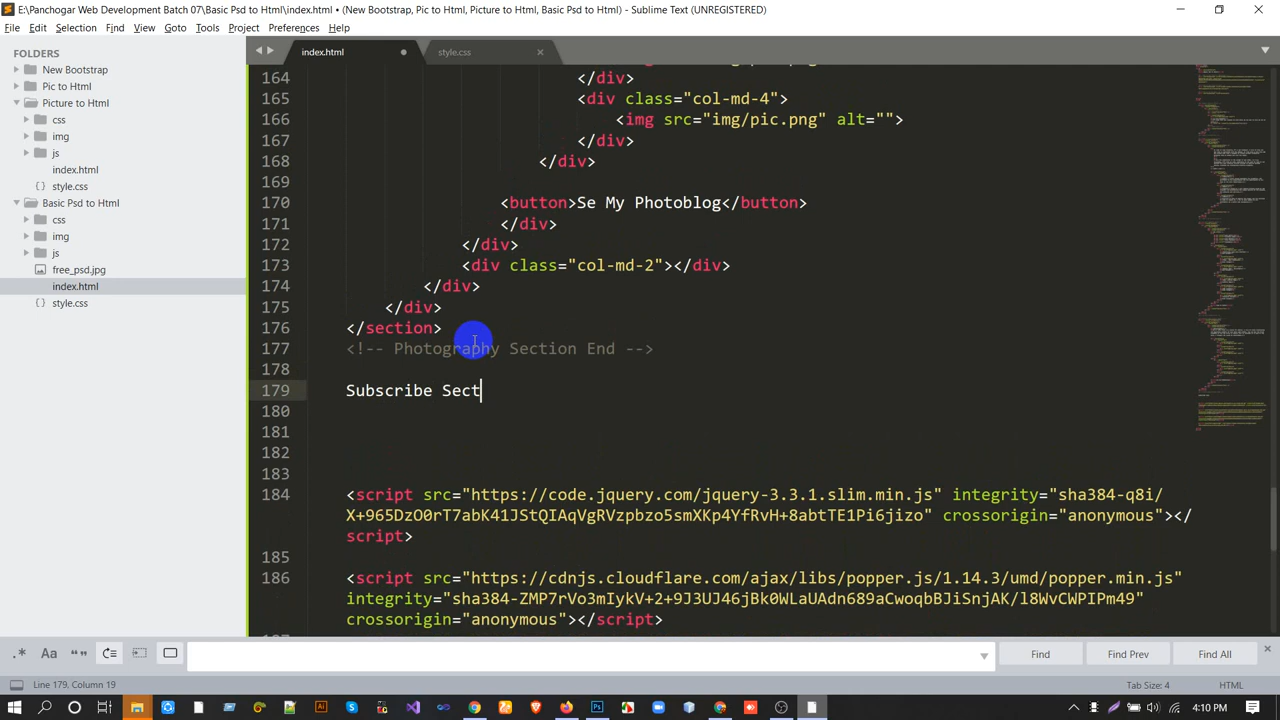 E:\Panchogar Web Development Batch 07\Basic Psd to Html\index.html • (New Bootstrap, Pic to Html, Picture to Html, Basic Psd to Html) - Sublime Text (UNREGISTERED)
File Edit Selection Find View Goto Tools Project Preferences Help
FOLDERS
New Bootstrap
Pic to Html
Picture to Html
css
img
js
index.html
style.css
Basic Psd to Html
css
img
js
free_psd.jpg
index.html
style.css
index.html style.css
164 </div>
165 <div class="col-md-4">
166 <img src="img/pic.png" alt="">
167 </div>
168 </div>
169
170 <button>Se My Photoblog</button>
171 </div>
172 </div>
173 <div class="col-md-2"></div>
174 </div>
175 </div>
176 </section>
177 <!-- Photography Section End -->
178
179 Subscribe Sect
180
181
182
183
184 <script src="https://code.jquery.com/jquery-3.3.1.slim.min.js" integrity="sha384-q8i/
X+965DzO0rT7abK41JStQIAqVgRVzpbzo5smXKp4YfRvH+8abtTE1Pi6jizo" crossorigin="anonymous"></
script>
185
186 <script src="https://cdnjs.cloudflare.com/ajax/libs/popper.js/1.14.3/umd/popper.min.js"
integrity="sha384-ZMP7rVo3mIykV+2+9J3UJ46jBk0WLaUAdn689aCwoqbBJiSnjAK/l8WvCWPIPm49"
crossorigin="anonymous"></script>
.* Aa “”
Find Find Prev Find All
Line 179, Column 19 Tab Size: 4 HTML
4:10 PM